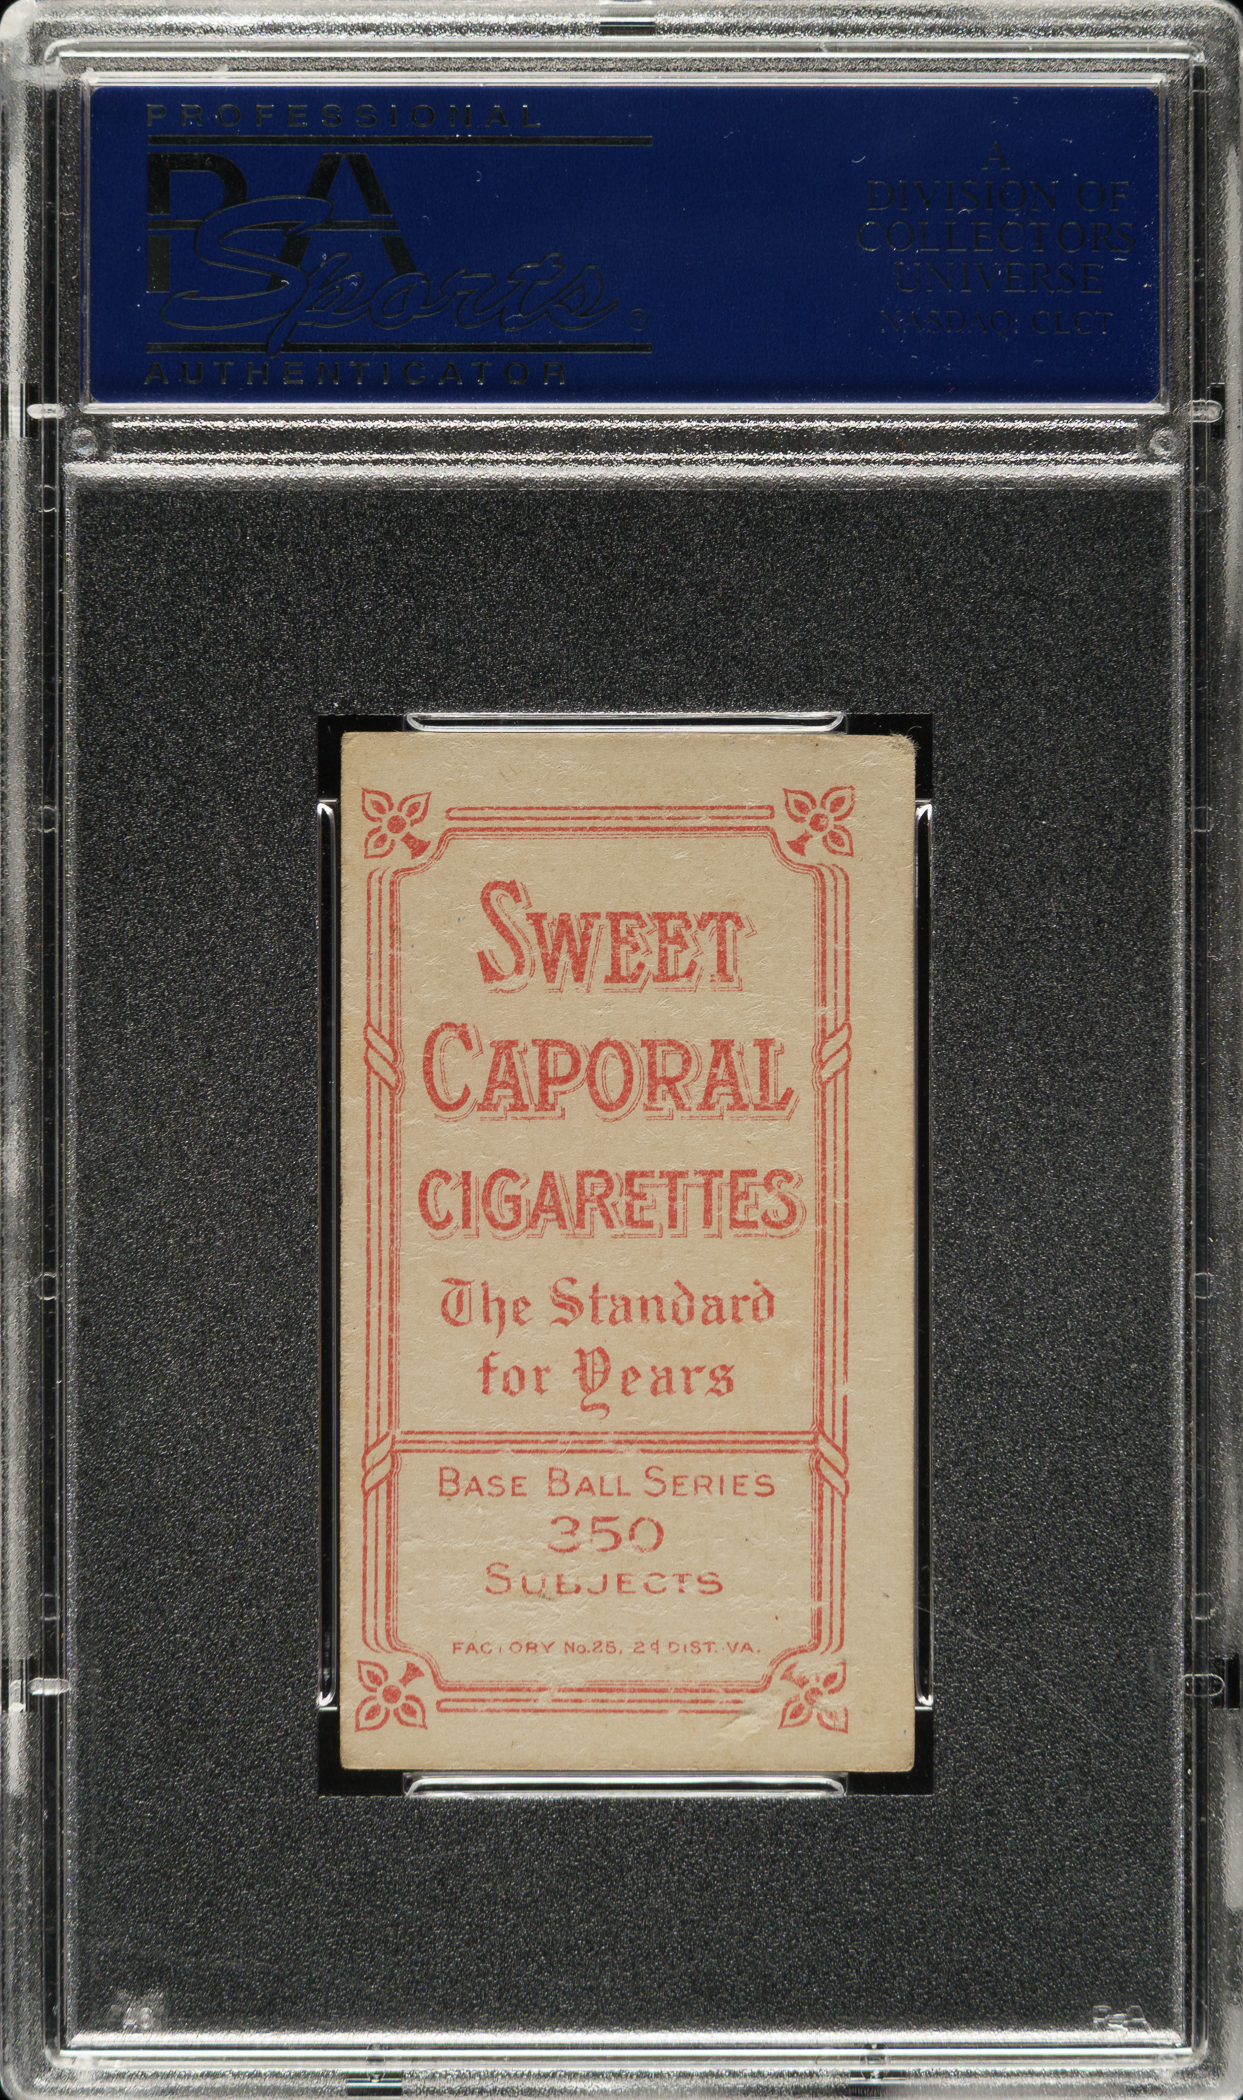 PROFESSIONAL
PSA
Sports®
AUTHENTICATOR
A
DIVISION OF
COLLECTORS
UNIVERSE
NASDAQ: CLCT
SWEET
CAPORAL
CIGARETTES
The Standard
for Years
BASE BALL SERIES
350
SUBJECTS
FACTORY No.25, 2d DIST. VA.
PSA